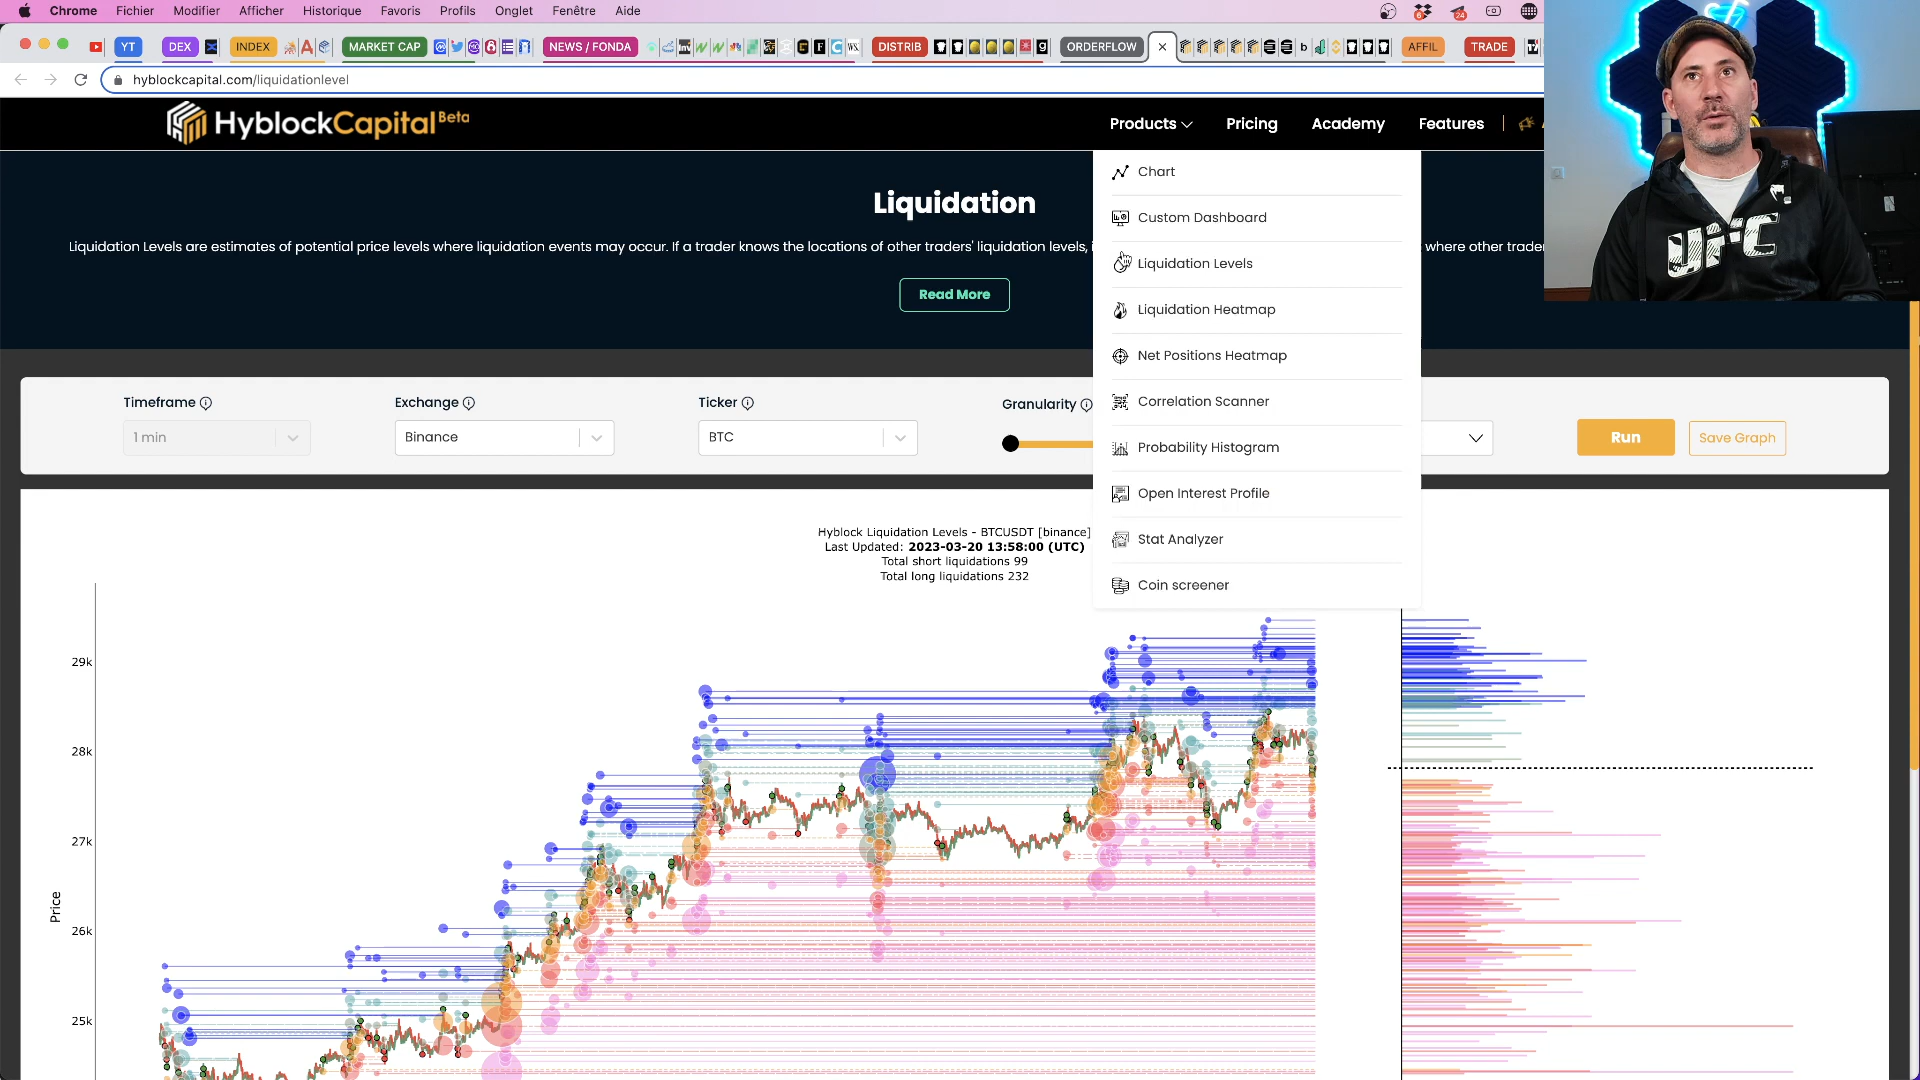 Chrome Fichier Modifier Afficher Historique Favoris Profils Onglet Fenêtre Aide
6 24
YT DEX INDEX MARKET CAP NEWS / FONDA DISTRIB ORDERFLOW AFFIL TRADE
hyblockcapital.com/liquidationlevel
HyblockCapital Beta
Products Pricing Academy Features
Chart
Custom Dashboard
Liquidation Levels
Liquidation Heatmap
Net Positions Heatmap
Correlation Scanner
Probability Histogram
Open Interest Profile
Stat Analyzer
Coin screener
Liquidation
Liquidation Levels are estimates of potential price levels where liquidation events may occur. If a trader knows the locations of other traders' liquidation levels, where other trader
Read More
Timeframe Exchange Ticker Granularity
1 min Binance BTC Run Save Graph
Hyblock Liquidation Levels - BTCUSDT [binance]
Last Updated: 2023-03-20 13:58:00 (UTC)
Total short liquidations 99
Total long liquidations 232
29k
28k
27k
26k
25k
Price
UFC